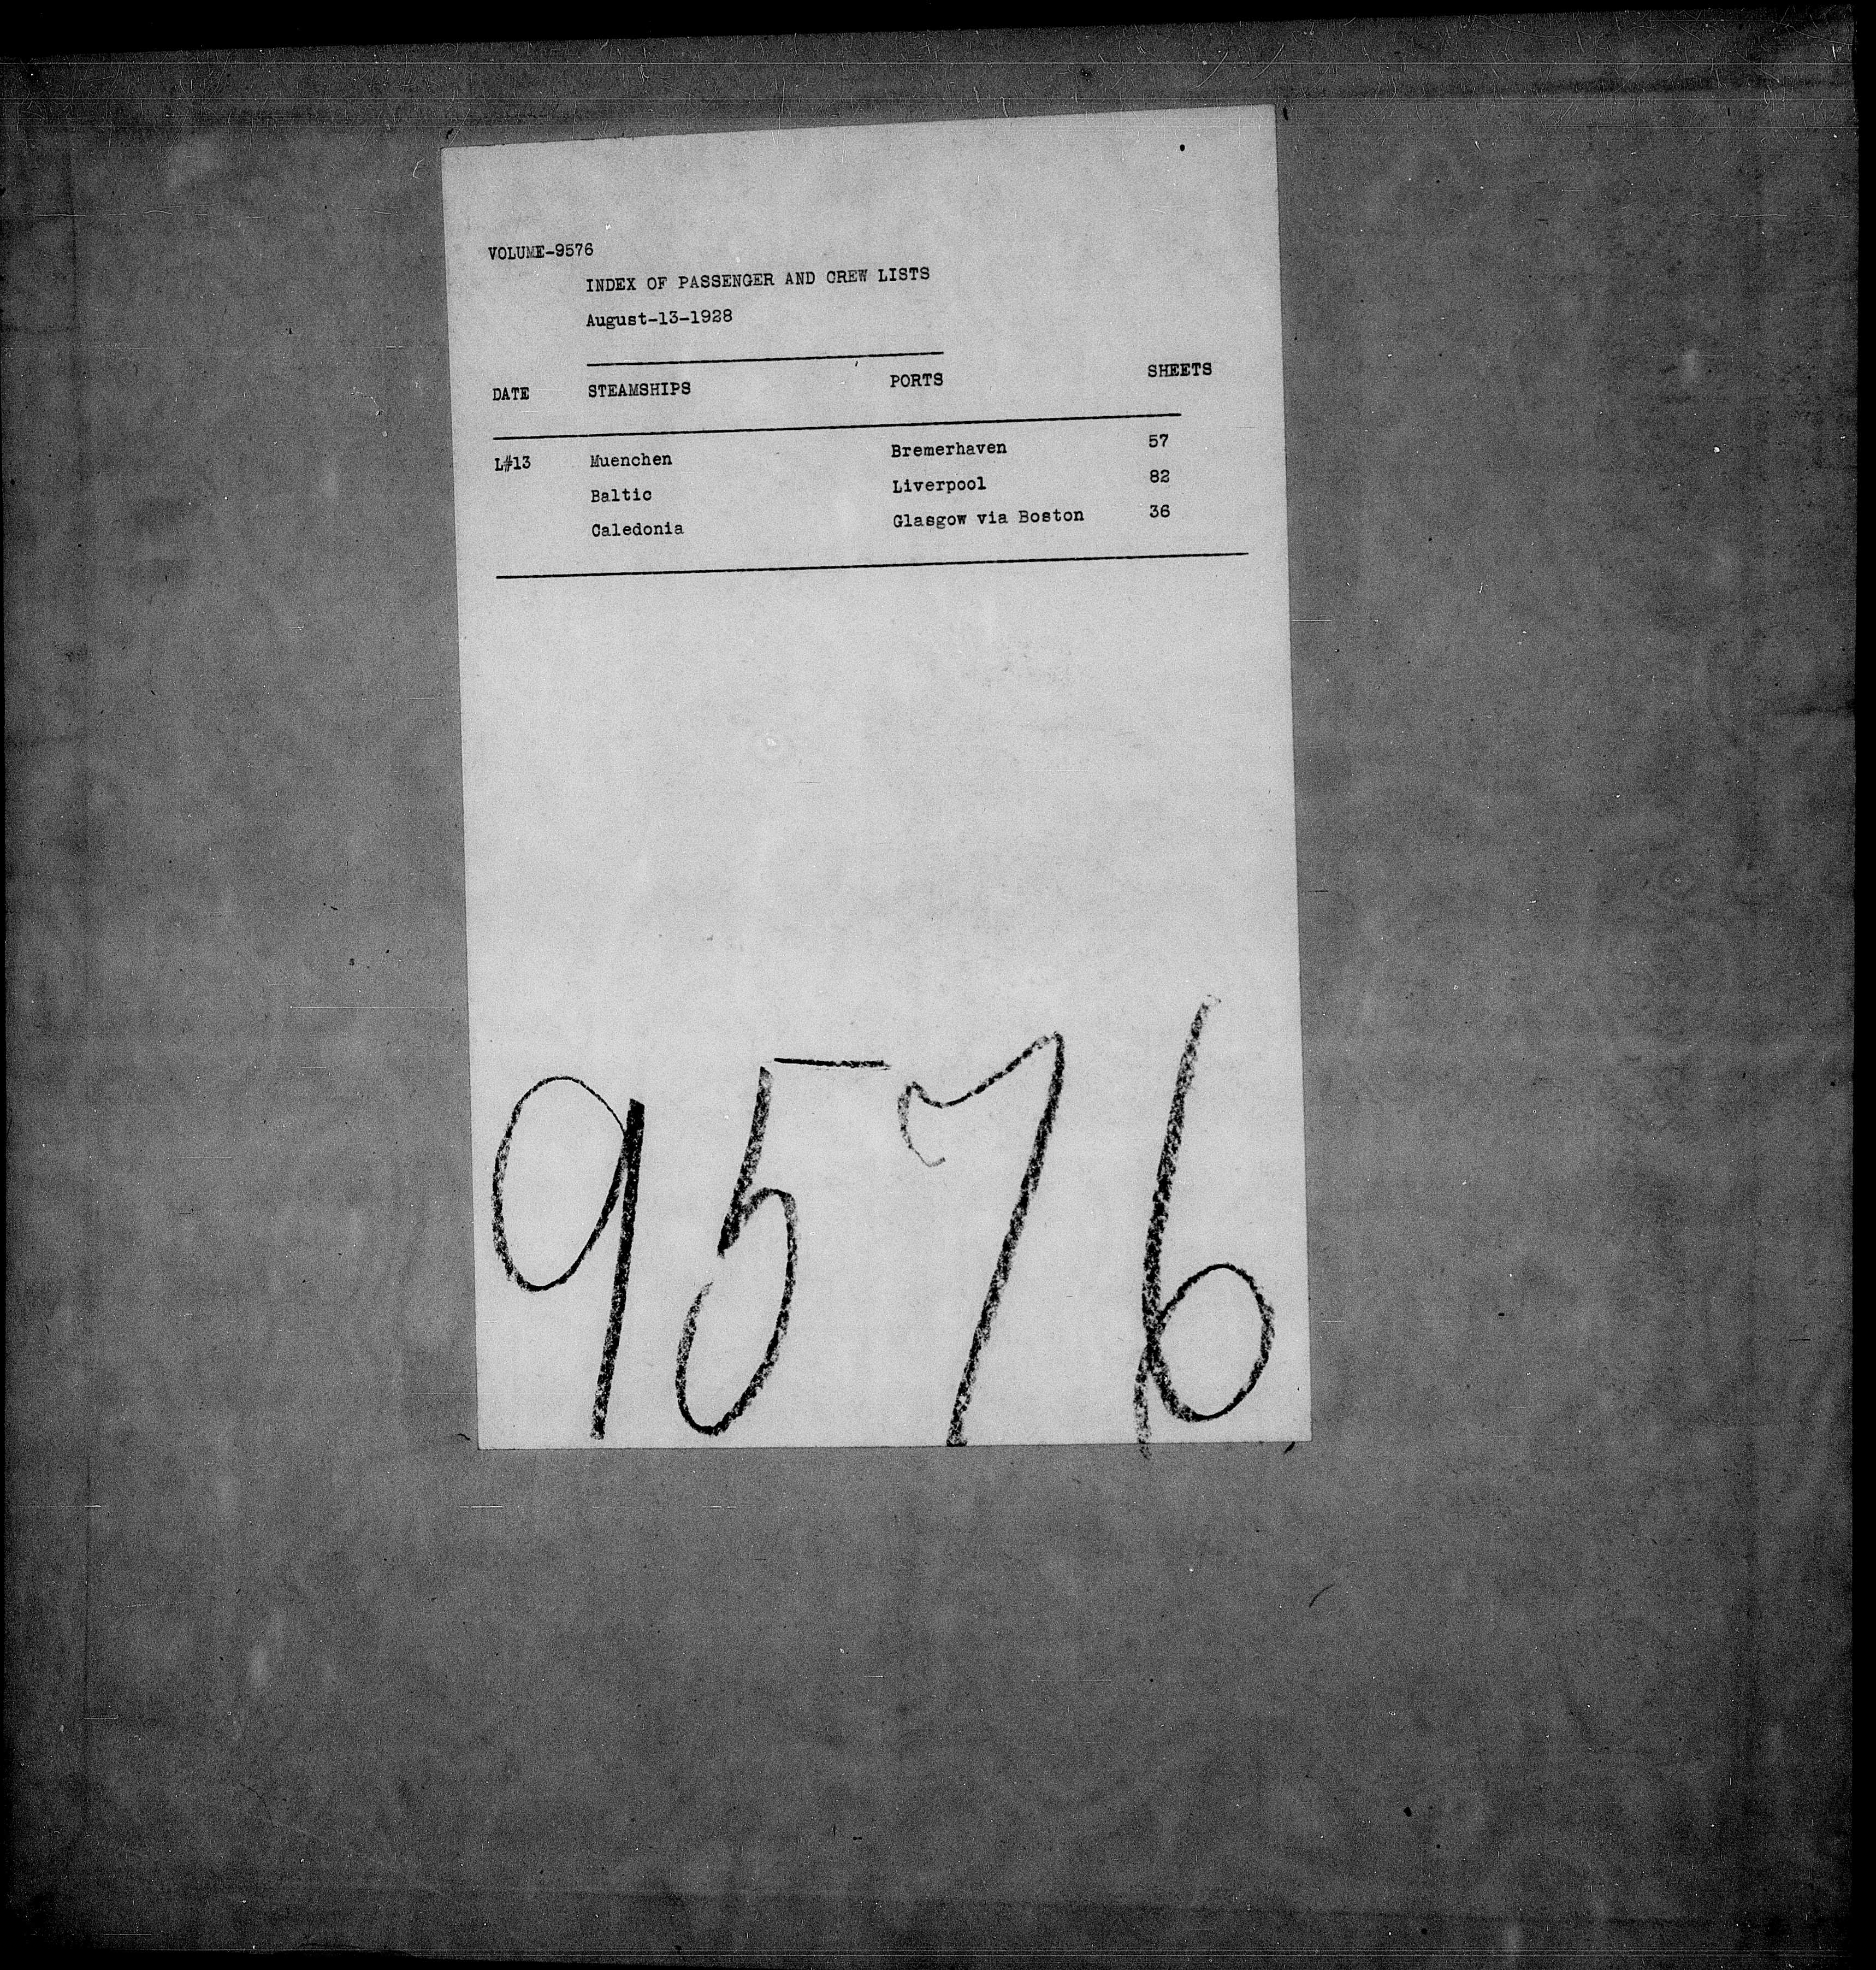 VOLUME-9576
INDEX OF PASSENGER AND CREW LISTS
August-13-1928
DATE STEAMSHIPS PORTS SHEETS
L#13 Muenchen Bremerhaven 57
Baltic Liverpool 82
Caledonia Glasgow via Boston 36
9576